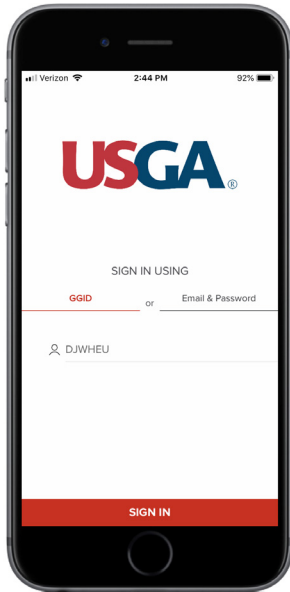 Verizon 2:44 PM 92%
USGA®
SIGN IN USING
GGID or Email & Password
DJWHEU
SIGN IN